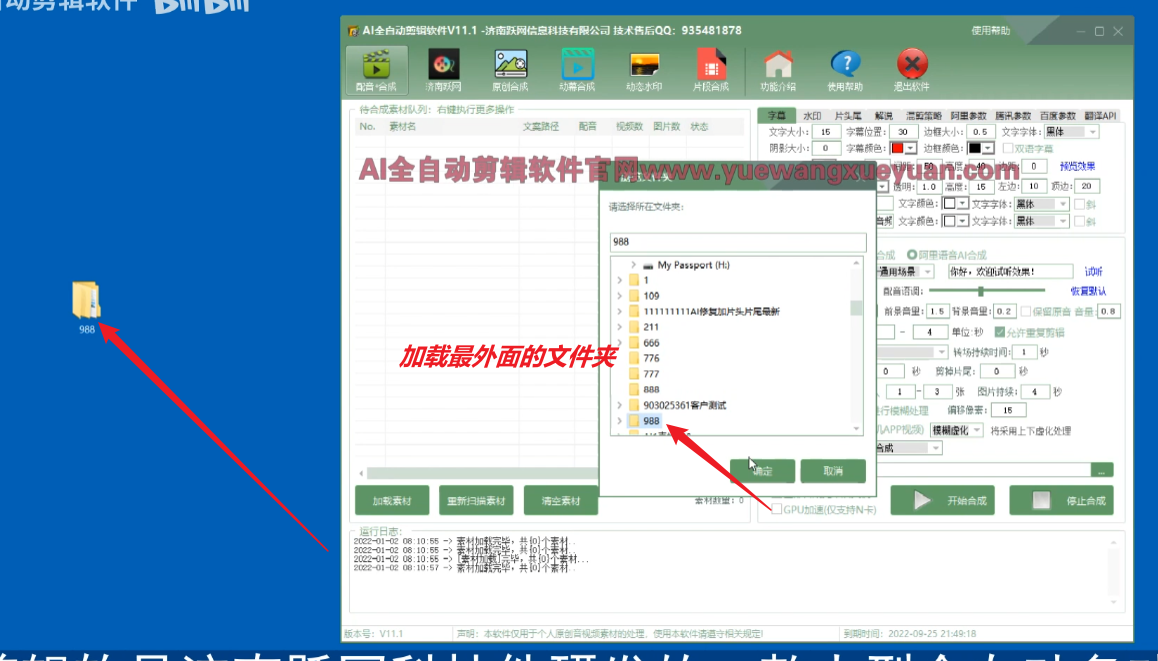 自动剪辑软件 BiliBili
AI全自动剪辑软件V11.1 -济南跃网信息科技有限公司 技术售后QQ: 935481878
使用帮助
配音+合成 济南跃网 原创合成 动幕合成 动态水印 片段合成 功能介绍 使用帮助 退出软件
待合成素材队列: 右键执行更多操作
No. 素材名 文案路径 配音 视频数 图片数 状态
字幕 水印 片头尾 解说 混剪策略 阿里参数 腾讯参数 百度参数 翻译API
文字大小: 15 字幕位置: 30 边框大小: 0.5 文字字体: 黑体
阴影大小: 0 字幕颜色: 边框颜色: 双语字幕
50 高度: 40 边距: 0 预览效果
AI全自动剪辑软件官网www.yuewangxueyuan.com
透明: 1.0 高度: 15 左边: 10 顶边: 20
文字颜色: 文字字体: 黑体 斜
音频 文字颜色: 文字字体: 黑体 斜
请选择所在文件夹:
988
My Passport (H:)
1
109
111111111AI修复加片头片尾最新
211
666
776
777
888
903025361客户测试
988
确定 取消
加载最外面的文件夹
988
合成 阿里语音AI合成
通用场景 你好，欢迎试听效果! 试听
配音语调: 恢复默认
前景音里: 1.5 背景音里: 0.2 保留原音 音里: 0.8
- 4 单位:秒 允许重复剪辑
转场持续时间: 1 秒
0 秒 剪掉片尾: 0 秒
1 - 3 张 图片持续: 4 秒
行模糊处理 偏移像素: 15
机APP视频) 模糊虚化 将采用上下虚化处理
合成
...
加载素材 重新扫描素材 清空素材 素材数里: 0
GPU加速(仅支持N卡)
开始合成 停止合成
运行日志:
2022-01-02 08:10:55 -> 素材加载完毕，共[0]个素材..
2022-01-02 08:10:55 -> 素材加载完毕，共[0]个素材..
2022-01-02 08:10:55 -> [素材加载]完毕，共[0]个素材...
2022-01-02 08:10:57 -> 素材加载完毕，共[0]个素材..
版本号: V11.1 声明: 本软件仅用于个人原创音视频素材的处理, 使用本软件请遵守相关规定! 到期时间: 2022-09-25 21:49:18